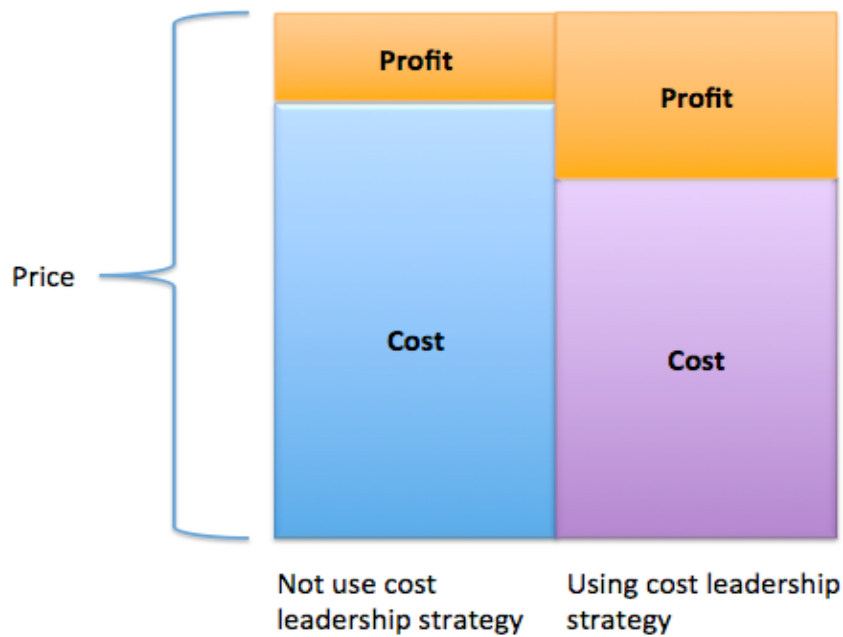 Profit
Profit
Price
Cost
Cost
Not use cost
leadership strategy
Using cost leadership
strategy